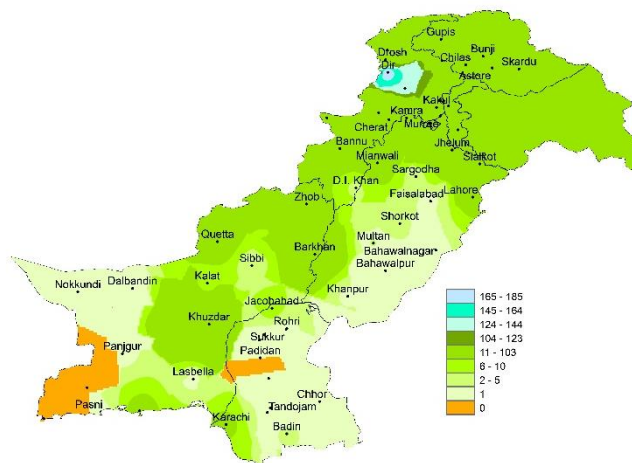 Gupis
Drosh
Bunji
Chilas
Dir
Skardu
Astore
Kakul
Kamra
Cherat
Murree
Bannu
Jhelum
Mianwali
Sialkot
Sargodha
D.I. Khan
Faisalabad
Lahore
Zhob
Shorkot
Quetta
Multan
Barkhan
Bahawalnagar
Sibbi
Bahawalpur
Kalat
Dalbandin
Nokkundi
Khanpur
Jacobabad
Khuzdar
Rohri
Sukkur
Panjgur
Padidan
Lasbella
Chhor
Pasni
Tandojam
Karachi
Badin
165 - 185
145 - 164
124 - 144
104 - 123
11 - 103
6 - 10
2 - 5
1
0